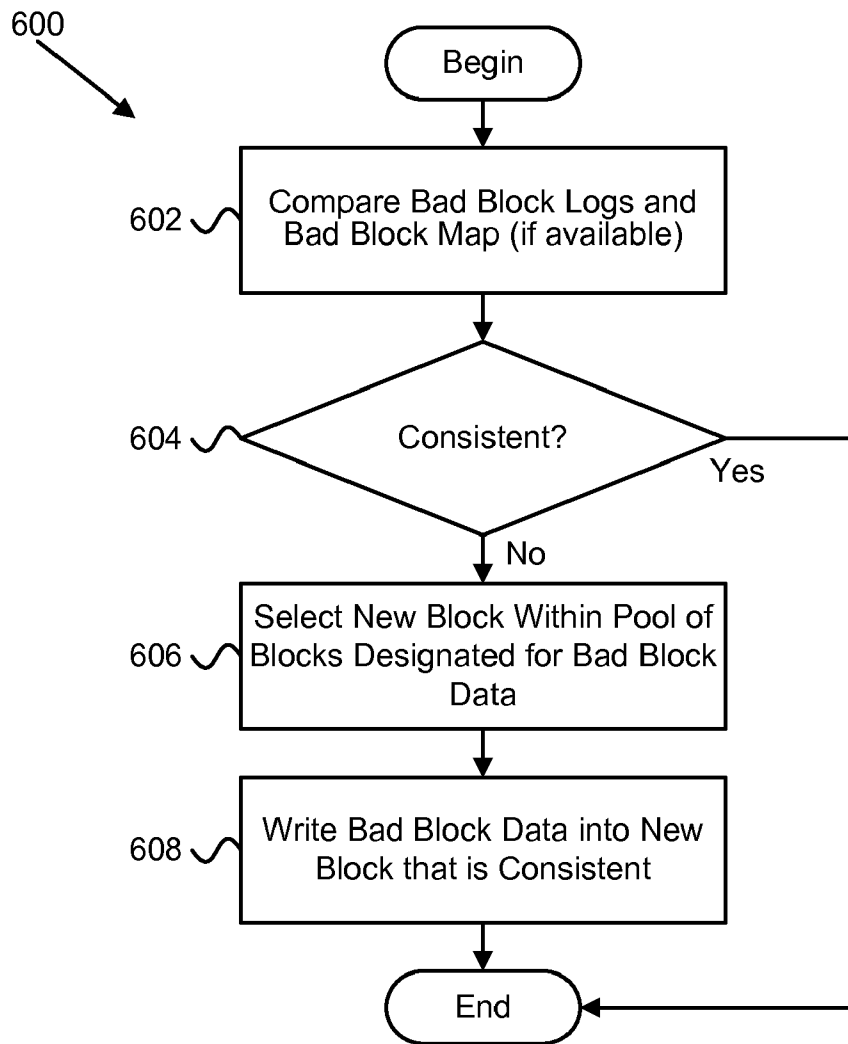 600
Begin
602
Compare Bad Block Logs and
Bad Block Map (if available)
604
Consistent?
Yes
No
606
Select New Block Within Pool of
Blocks Designated for Bad Block
Data
608
Write Bad Block Data into New
Block that is Consistent
End